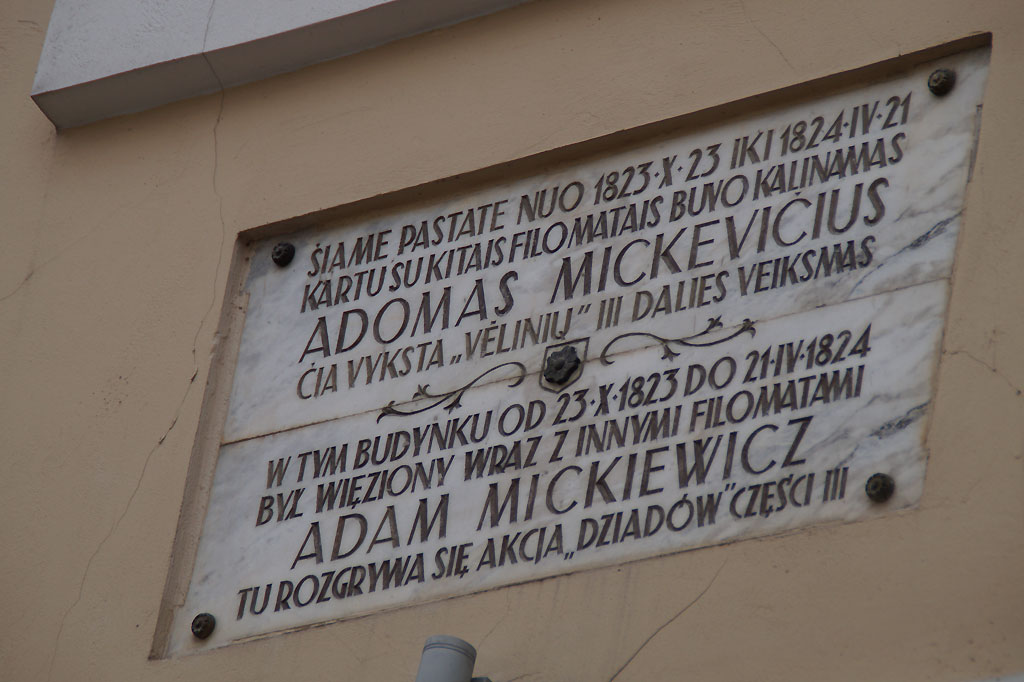 ŠIAME PASTATE NUO 1823·X·23 IKI 1824·IV·21
KARTU SU KITAIS FILOMATAIS BUVO KALINAMAS
ADOMAS MICKEVIČIUS
ČIA VYKSTA „VĖLINIŲ” III DALIES VEIKSMAS
W TYM BUDYNKU OD 23·X·1823 DO 21·IV·1824
BYŁ WIĘZIONY WRAZ Z INNYMI FILOMATAMI
ADAM MICKIEWICZ
TU ROZGRYWA SIĘ AKCJA „DZIADÓW” CZĘŚCI III